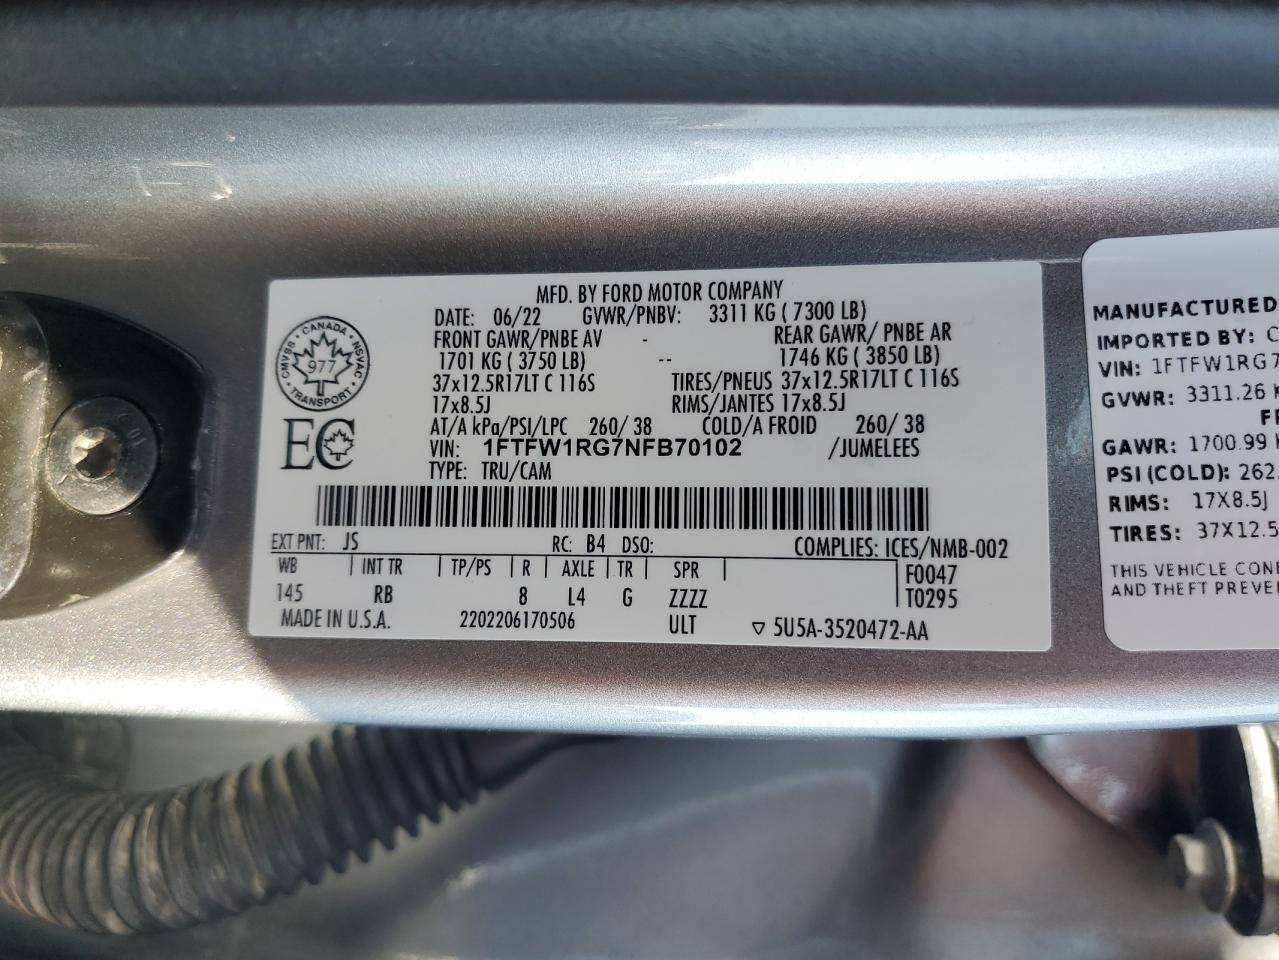 MFD. BY FORD MOTOR COMPANY
DATE: 06/22 GVWR/PNBV: 3311 KG ( 7300 LB)
FRONT GAWR/PNBE AV - REAR GAWR/ PNBE AR
1701 KG ( 3750 LB) -- 1746 KG ( 3850 LB)
37x12.5R17LT C 116S TIRES/PNEUS 37x12.5R17LT C 116S
17x8.5J RIMS/JANTES 17x8.5J
AT/A kPa/PSI/LPC 260/ 38 COLD/A FROID 260/ 38
VIN: 1FTFW1RG7NFB70102 /JUMELEES
TYPE: TRU/CAM
CANADA
CMVSS NSVAC
977
TRANSPORT
EC
EXT PNT: JS RC: B4 DSO: COMPLIES: ICES/NMB-002
WB INT TR TP/PS R AXLE TR SPR F0047
145 RB 8 L4 G ZZZZ T0295
MADE IN U.S.A. 2202206170506 ULT 5U5A-3520472-AA
MANUFACTURED
IMPORTED BY: C
VIN: 1FTFW1RG7
GVWR: 3311.26 K
FR
GAWR: 1700.99 K
PSI (COLD): 262.
RIMS: 17X8.5J
TIRES: 37X12.5
THIS VEHICLE CONF
AND THEFT PREVE